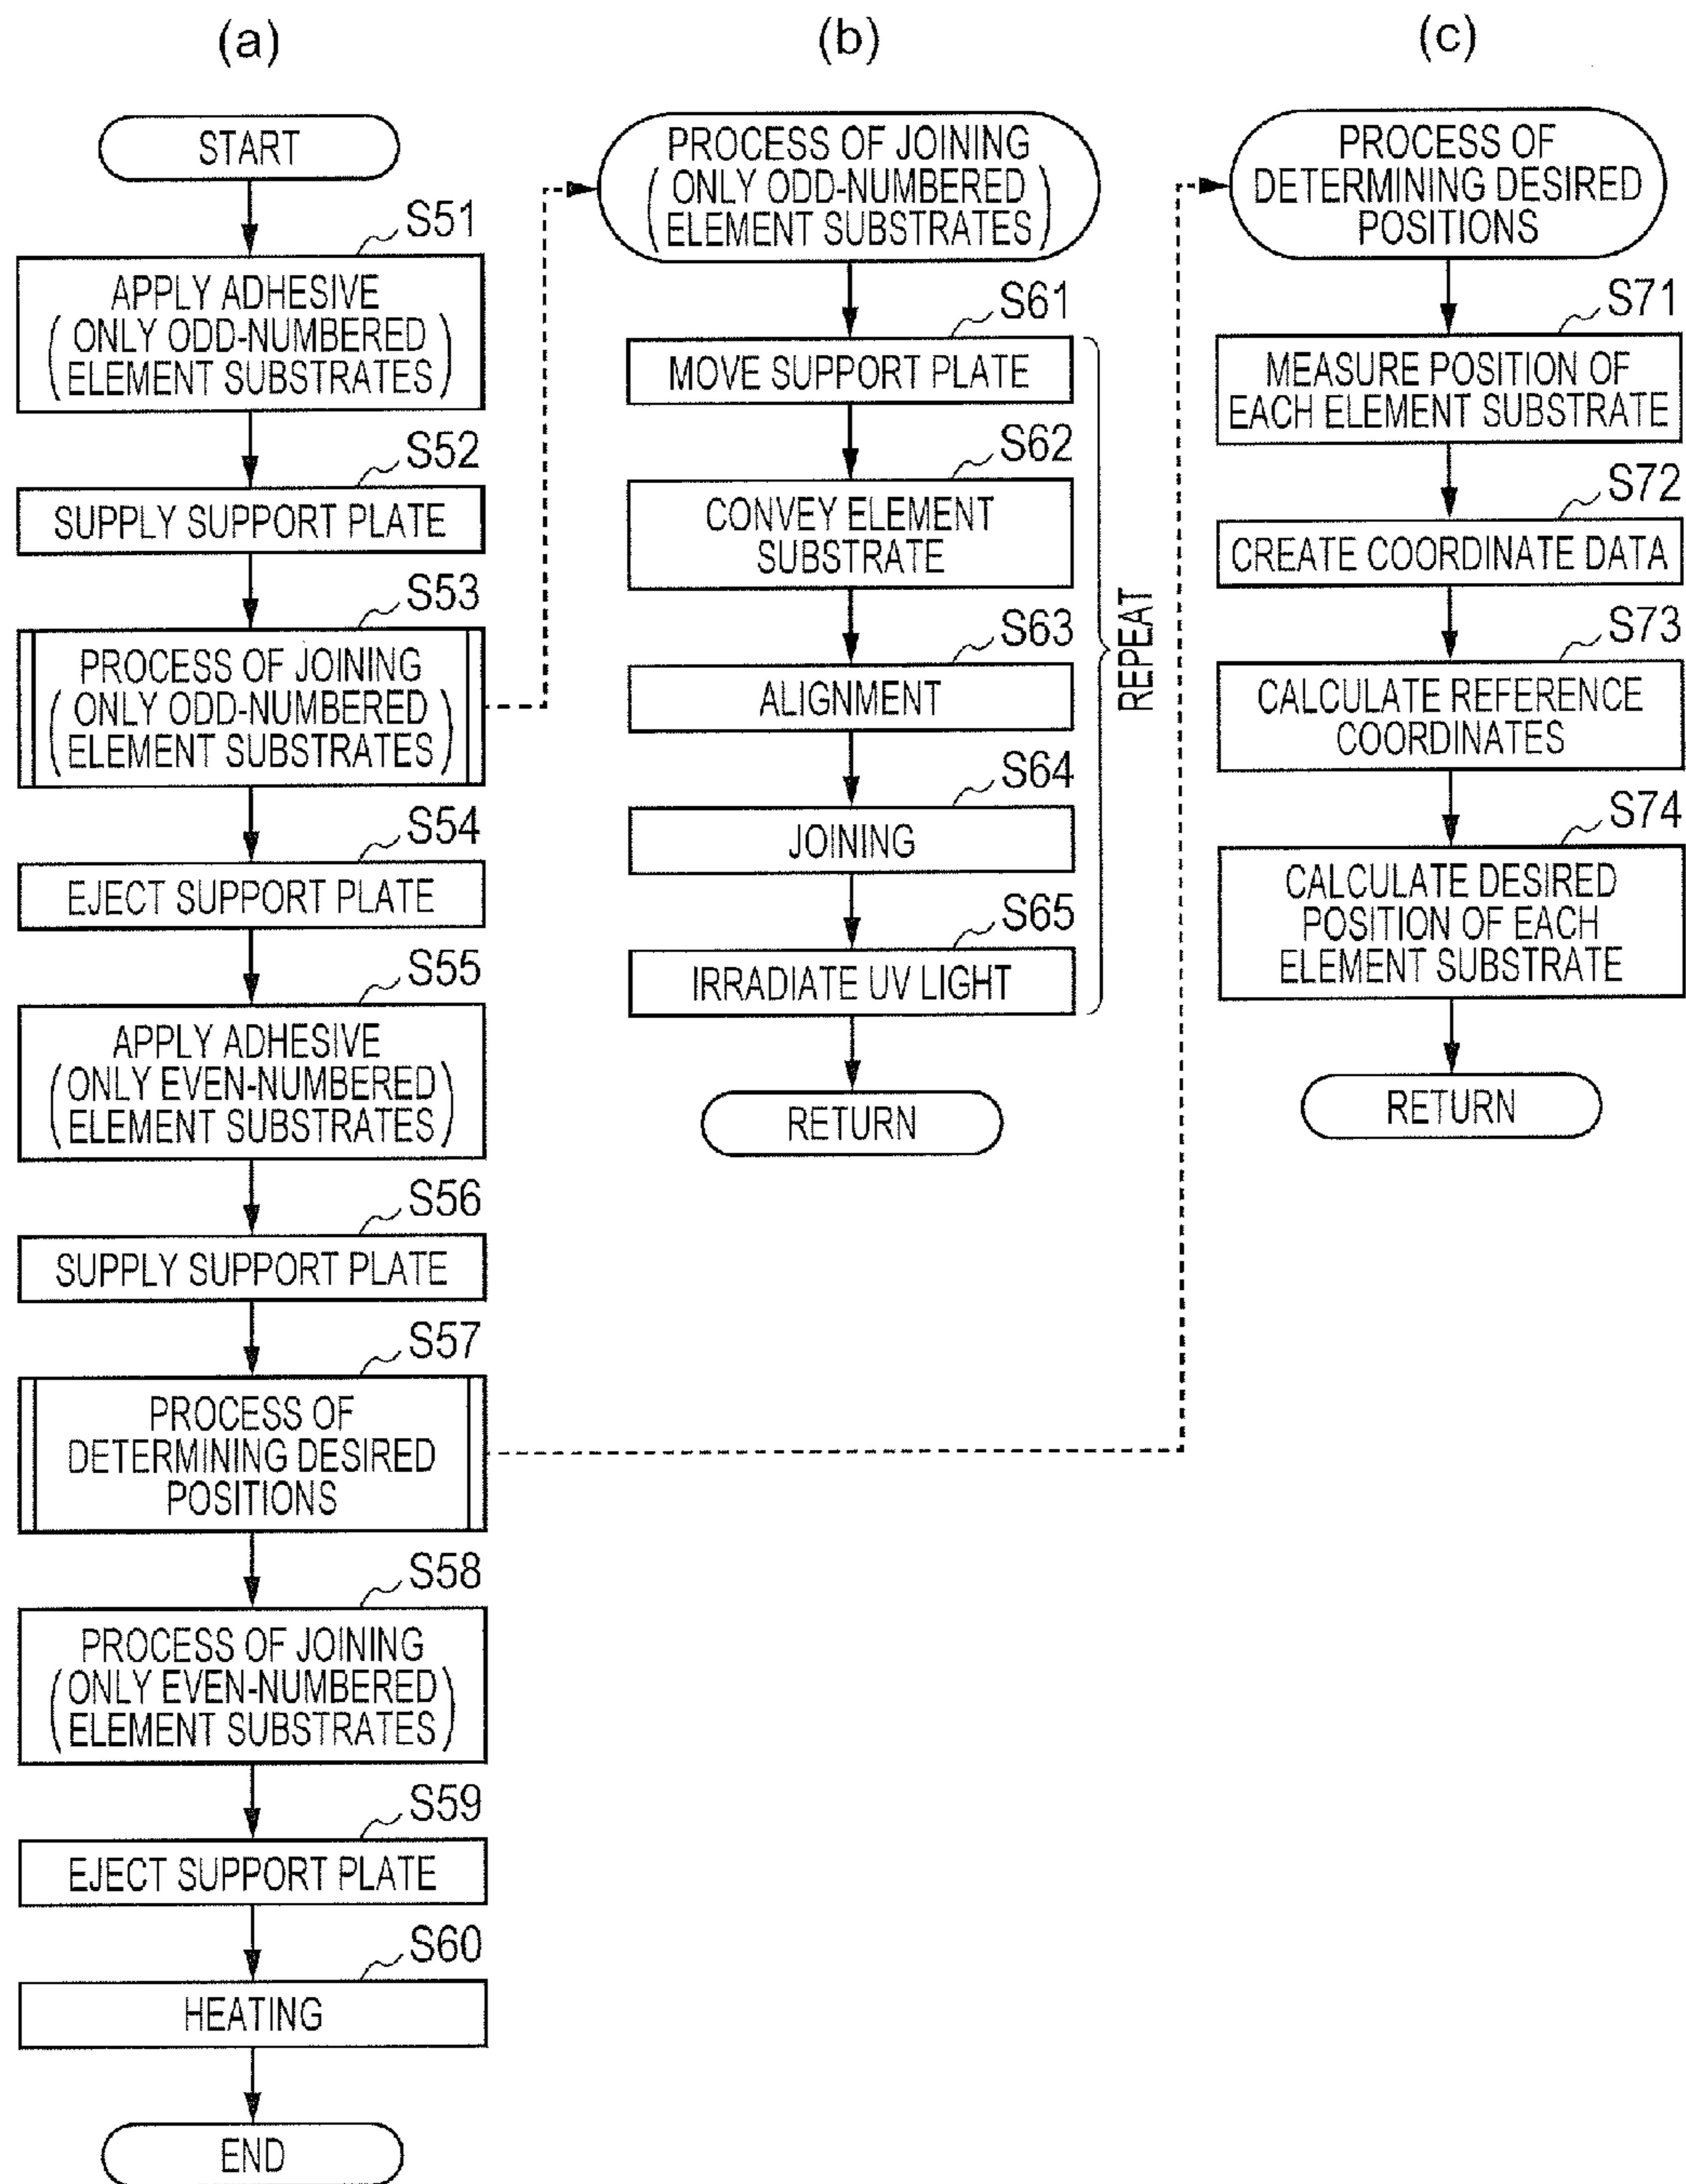 (a)
START
S51
APPLY ADHESIVE
(ONLY ODD-NUMBERED
ELEMENT SUBSTRATES)
S52
SUPPLY SUPPORT PLATE
S53
PROCESS OF JOINING
(ONLY ODD-NUMBERED
ELEMENT SUBSTRATES)
S54
EJECT SUPPORT PLATE
S55
APPLY ADHESIVE
(ONLY EVEN-NUMBERED
ELEMENT SUBSTRATES)
S56
SUPPLY SUPPORT PLATE
S57
PROCESS OF
DETERMINING DESIRED
POSITIONS
S58
PROCESS OF JOINING
(ONLY EVEN-NUMBERED
ELEMENT SUBSTRATES)
S59
EJECT SUPPORT PLATE
S60
HEATING
END
(b)
PROCESS OF JOINING
(ONLY ODD-NUMBERED
ELEMENT SUBSTRATES)
S61
MOVE SUPPORT PLATE
S62
CONVEY ELEMENT
SUBSTRATE
S63
ALIGNMENT
S64
JOINING
S65
IRRADIATE UV LIGHT
REPEAT
RETURN
(c)
PROCESS OF
DETERMINING DESIRED
POSITIONS
S71
MEASURE POSITION OF
EACH ELEMENT SUBSTRATE
S72
CREATE COORDINATE DATA
S73
CALCULATE REFERENCE
COORDINATES
S74
CALCULATE DESIRED
POSITION OF EACH
ELEMENT SUBSTRATE
RETURN